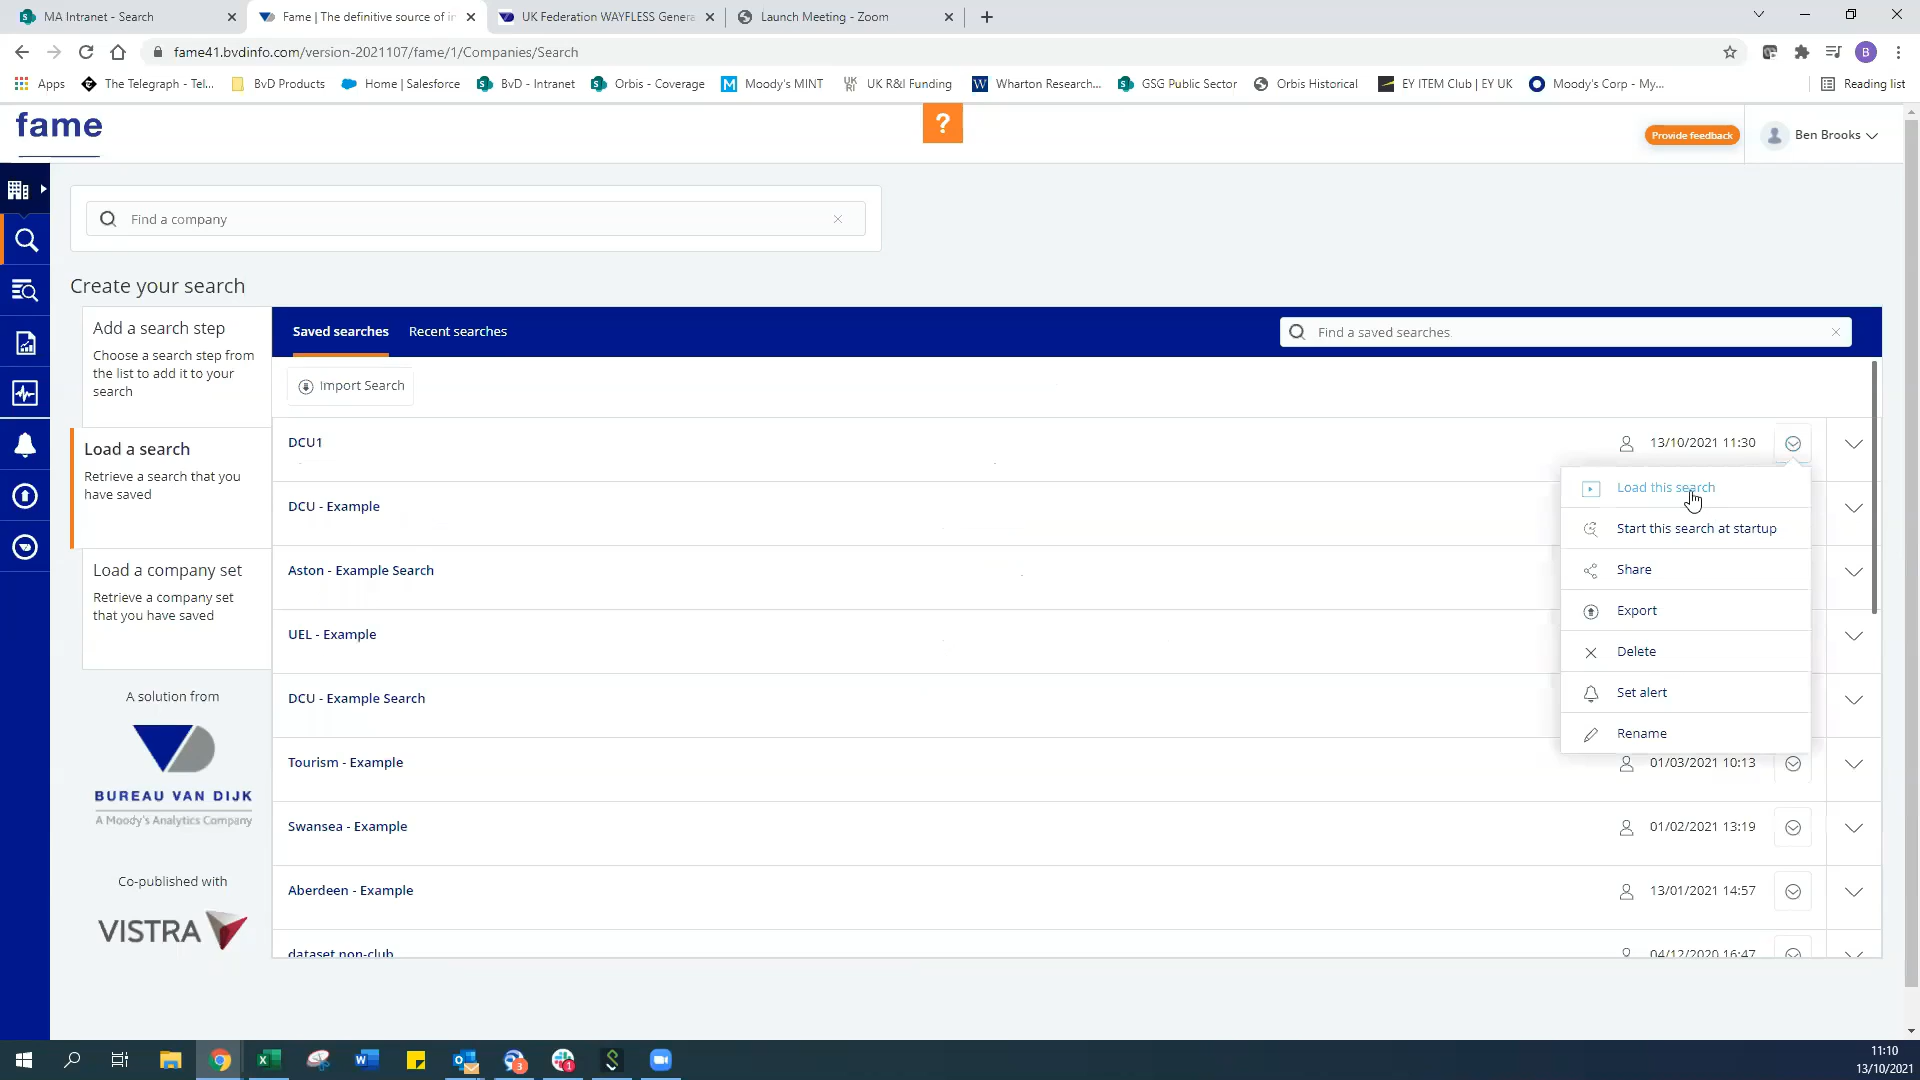 MA Intranet - Search
Fame | The definitive source of in
UK Federation WAYFLESS Genera
Launch Meeting - Zoom
fame41.bvdinfo.com/version-2021107/fame/1/Companies/Search
B
Apps
The Telegraph - Tel...
BvD Products
Home | Salesforce
BvD - Intranet
Orbis - Coverage
Moody's MINT
UK R&I Funding
Wharton Research...
GSG Public Sector
Orbis Historical
EY ITEM Club | EY UK
Moody's Corp - My...
Reading list
fame
?
Provide feedback
Ben Brooks
Find a company
Create your search
Add a search step
Choose a search step from
the list to add it to your
search
Load a search
Retrieve a search that you
have saved
Load a company set
Retrieve a company set
that you have saved
A solution from
BUREAU VAN DIJK
A Moody's Analytics Company
Co-published with
VISTRA
Saved searches
Recent searches
Find a saved searches
Import Search
DCU1
13/10/2021 11:30
DCU - Example
Aston - Example Search
UEL - Example
DCU - Example Search
Tourism - Example
01/03/2021 10:13
Swansea - Example
01/02/2021 13:19
Aberdeen - Example
13/01/2021 14:57
dataset non-club
04/12/2020 16:47
Load this search
Start this search at startup
Share
Export
Delete
Set alert
Rename
3
1
11:10
13/10/2021